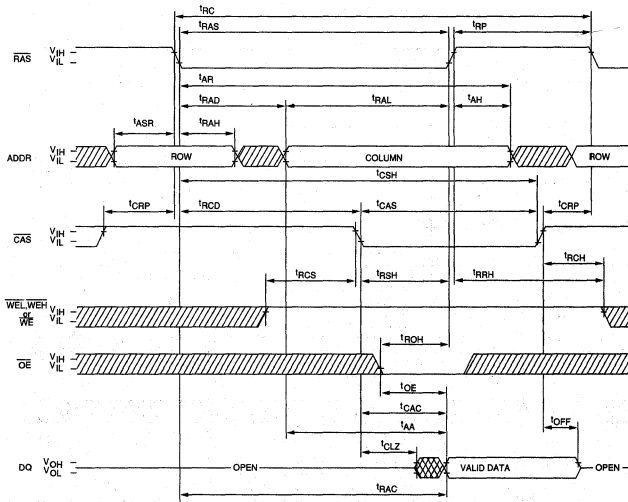 tRC
tRAS tRP
RAS VIH VIL
tAR
tRAD tRAL tAH
tASR tRAH
ADDR VIH VIL ROW COLUMN ROW
tCSH
tCRP tRCD tCAS tCRP
CAS VIH VIL
tRCH
tRCS tRSH tRRH
WEL,WEH or WE VIH VIL
tROH
OE VIH VIL
tOE
tCAC
tAA tOFF
tCLZ
DQ VOH VOL OPEN VALID DATA OPEN
tRAC